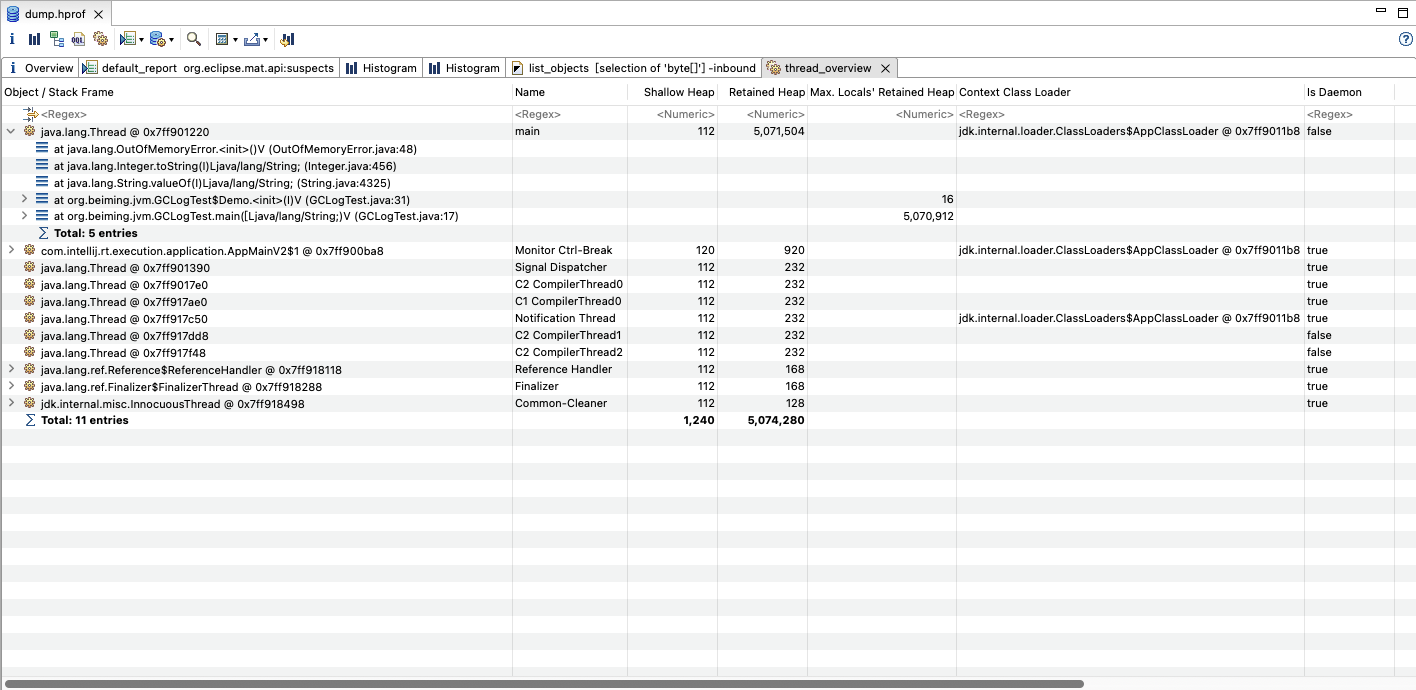 dump.hprof
Overview default_report org.eclipse.mat.api:suspects Histogram Histogram list_objects [selection of 'byte[]'] -inbound thread_overview
Object / Stack Frame Name Shallow Heap Retained Heap Max. Locals' Retained Heap Context Class Loader Is Daemon
<Regex> <Regex> <Numeric> <Numeric> <Numeric> <Regex> <Regex>
java.lang.Thread @ 0x7ff901220 main 112 5,071,504 jdk.internal.loader.ClassLoaders$AppClassLoader @ 0x7ff9011b8 false
at java.lang.OutOfMemoryError.<init>()V (OutOfMemoryError.java:48)
at java.lang.Integer.toString(I)Ljava/lang/String; (Integer.java:456)
at java.lang.String.valueOf(I)Ljava/lang/String; (String.java:4325)
at org.beiming.jvm.GCLogTest$Demo.<init>(I)V (GCLogTest.java:31) 16
at org.beiming.jvm.GCLogTest.main([Ljava/lang/String;)V (GCLogTest.java:17) 5,070,912
Total: 5 entries
com.intellij.rt.execution.application.AppMainV2$1 @ 0x7ff900ba8 Monitor Ctrl-Break 120 920 jdk.internal.loader.ClassLoaders$AppClassLoader @ 0x7ff9011b8 true
java.lang.Thread @ 0x7ff901390 Signal Dispatcher 112 232 true
java.lang.Thread @ 0x7ff9017e0 C2 CompilerThread0 112 232 true
java.lang.Thread @ 0x7ff917ae0 C1 CompilerThread0 112 232 true
java.lang.Thread @ 0x7ff917c50 Notification Thread 112 232 jdk.internal.loader.ClassLoaders$AppClassLoader @ 0x7ff9011b8 true
java.lang.Thread @ 0x7ff917dd8 C2 CompilerThread1 112 232 false
java.lang.Thread @ 0x7ff917f48 C2 CompilerThread2 112 232 false
java.lang.ref.Reference$ReferenceHandler @ 0x7ff918118 Reference Handler 112 168 true
java.lang.ref.Finalizer$FinalizerThread @ 0x7ff918288 Finalizer 112 168 true
jdk.internal.misc.InnocuousThread @ 0x7ff918498 Common-Cleaner 112 128 true
Total: 11 entries 1,240 5,074,280